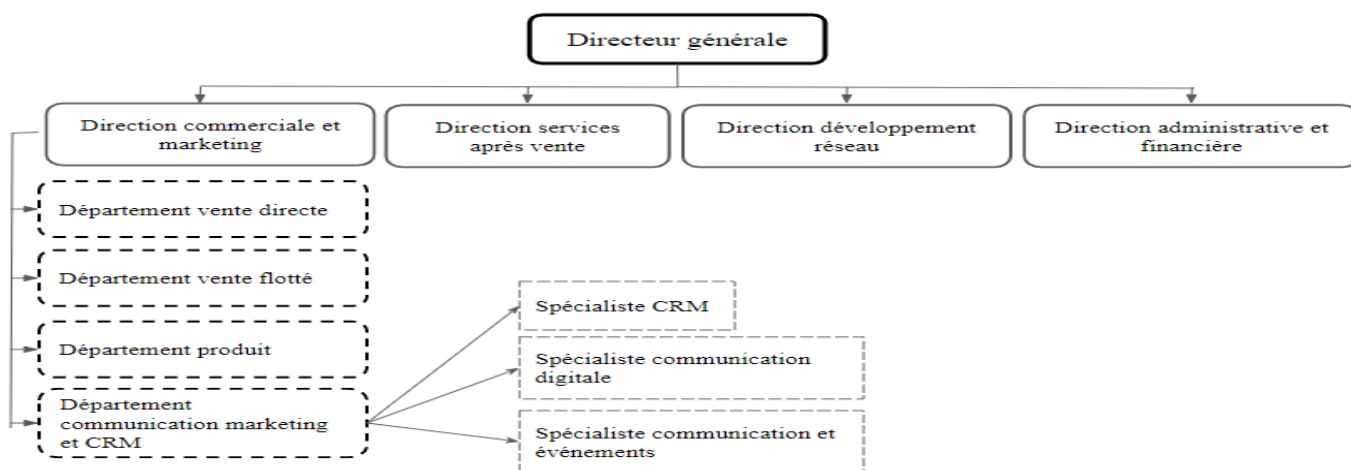 Directeur générale
Direction commerciale et
marketing
Direction services
après vente
Direction développement
réseau
Direction administrative et
financière
Département vente directe
Département vente flotté
Département produit
Département
communication marketing
et CRM
Spécialiste CRM
Spécialiste communication
digitale
Spécialiste communication et
événements